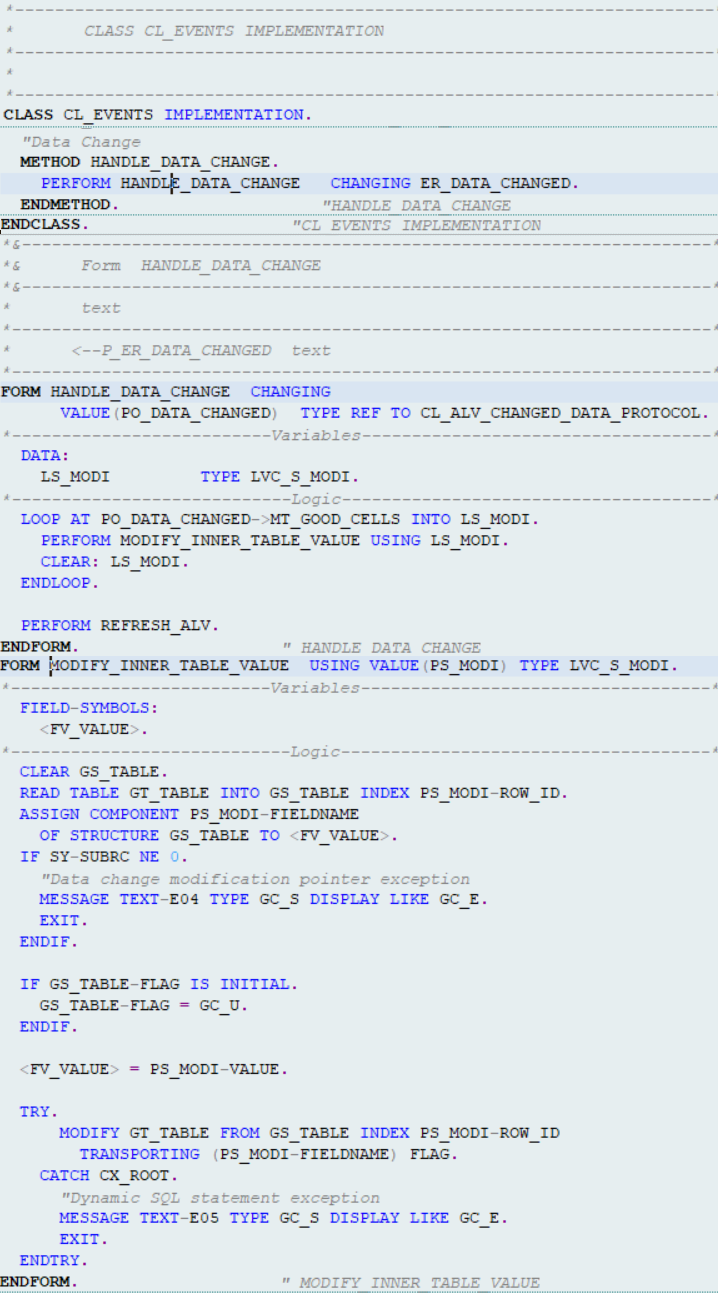 *----------------------------------------------------------------------*
*       CLASS CL_EVENTS IMPLEMENTATION
*----------------------------------------------------------------------*
*
*----------------------------------------------------------------------*
CLASS CL_EVENTS IMPLEMENTATION.
  "Data Change
  METHOD HANDLE_DATA_CHANGE.
    PERFORM HANDLE_DATA_CHANGE   CHANGING ER_DATA_CHANGED.
  ENDMETHOD.                    "HANDLE_DATA_CHANGE
ENDCLASS.                    "CL_EVENTS IMPLEMENTATION
*&---------------------------------------------------------------------*
*&      Form  HANDLE_DATA_CHANGE
*&---------------------------------------------------------------------*
*       text
*----------------------------------------------------------------------*
*      <--P_ER_DATA_CHANGED  text
*----------------------------------------------------------------------*
FORM HANDLE_DATA_CHANGE  CHANGING
      VALUE(PO_DATA_CHANGED)  TYPE REF TO CL_ALV_CHANGED_DATA_PROTOCOL.
*--------------------------Variables-----------------------------------*
  DATA:
    LS_MODI         TYPE LVC_S_MODI.
*----------------------------Logic-------------------------------------*
  LOOP AT PO_DATA_CHANGED->MT_GOOD_CELLS INTO LS_MODI.
    PERFORM MODIFY_INNER_TABLE_VALUE USING LS_MODI.
    CLEAR: LS_MODI.
  ENDLOOP.

  PERFORM REFRESH_ALV.
ENDFORM.                    " HANDLE_DATA_CHANGE
FORM MODIFY_INNER_TABLE_VALUE  USING VALUE(PS_MODI) TYPE LVC_S_MODI.
*--------------------------Variables-----------------------------------*
  FIELD-SYMBOLS:
    <FV_VALUE>.
*----------------------------Logic-------------------------------------*
  CLEAR GS_TABLE.
  READ TABLE GT_TABLE INTO GS_TABLE INDEX PS_MODI-ROW_ID.
  ASSIGN COMPONENT PS_MODI-FIELDNAME
    OF STRUCTURE GS_TABLE TO <FV_VALUE>.
  IF SY-SUBRC NE 0.
    "Data change modification pointer exception
    MESSAGE TEXT-E04 TYPE GC_S DISPLAY LIKE GC_E.
    EXIT.
  ENDIF.

  IF GS_TABLE-FLAG IS INITIAL.
    GS_TABLE-FLAG = GC_U.
  ENDIF.

  <FV_VALUE> = PS_MODI-VALUE.

  TRY.
      MODIFY GT_TABLE FROM GS_TABLE INDEX PS_MODI-ROW_ID
        TRANSPORTING (PS_MODI-FIELDNAME) FLAG.
    CATCH CX_ROOT.
      "Dynamic SQL statement exception
      MESSAGE TEXT-E05 TYPE GC_S DISPLAY LIKE GC_E.
      EXIT.
  ENDTRY.
ENDFORM.                    " MODIFY_INNER_TABLE_VALUE